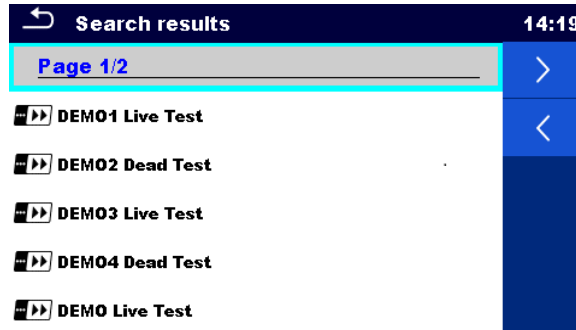 Search results
14:19
Page 1/2
DEMO1 Live Test
DEMO2 Dead Test
DEMO3 Live Test
DEMO4 Dead Test
DEMO Live Test